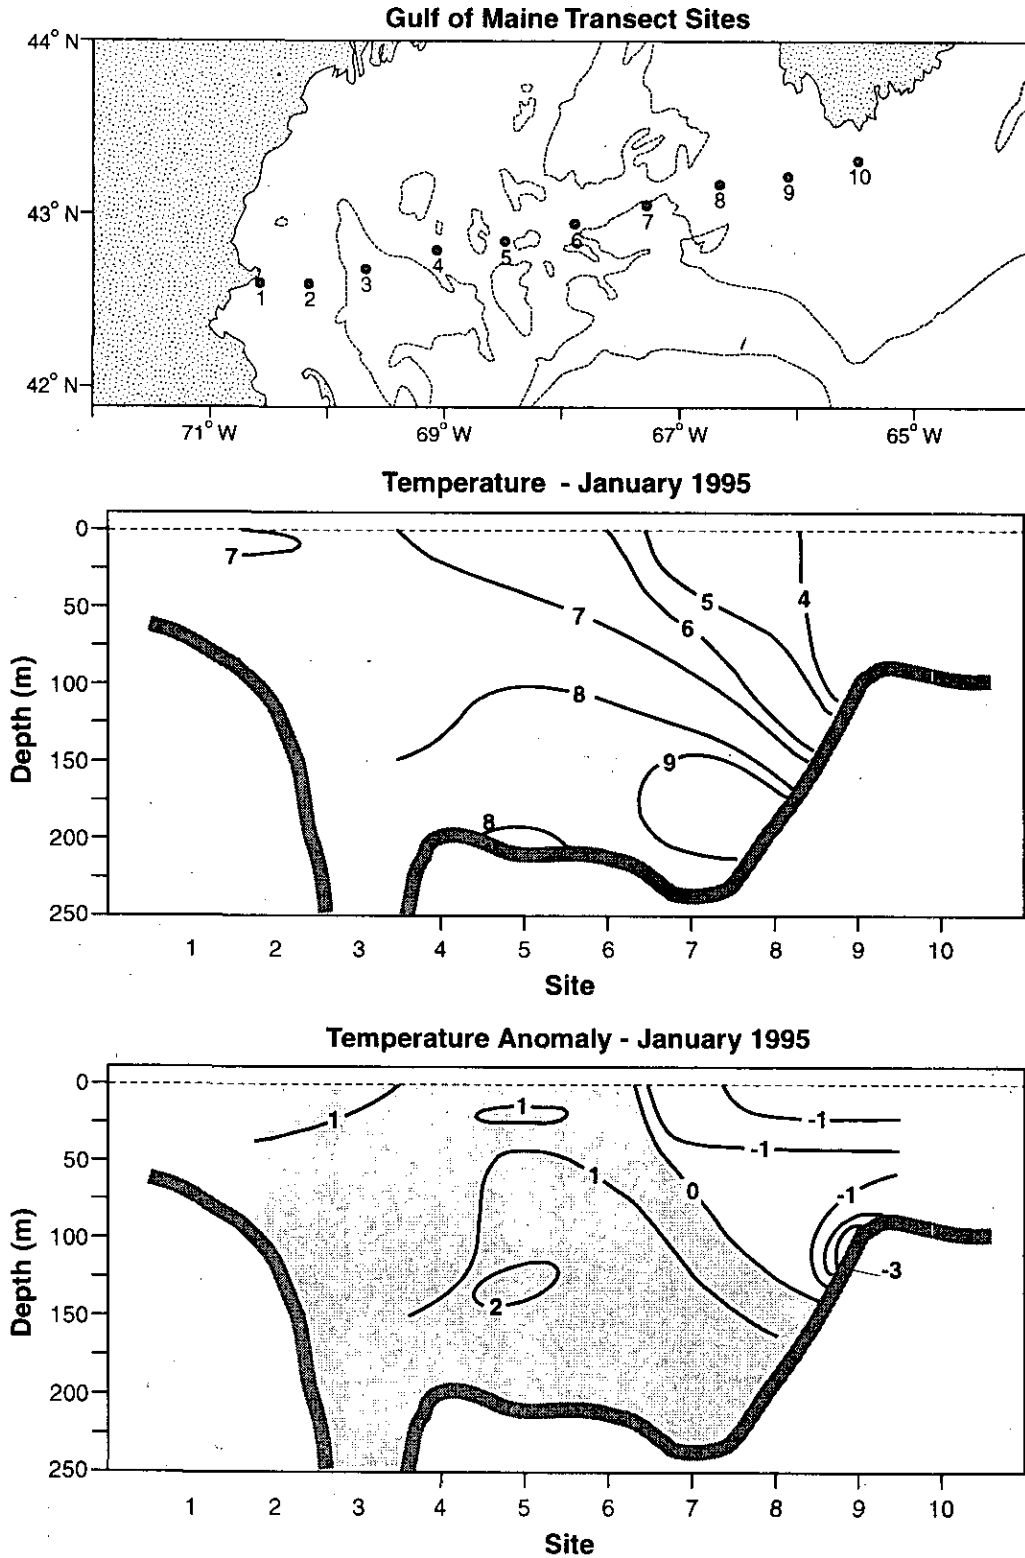 Gulf of Maine Transect Sites
44° N
43° N
42° N
1 2 3 4 5 6 7 8 9 10
71° W 69° W 67° W 65° W
Temperature - January 1995
Depth (m)
0
50
100
150
200
250
7
7
5
4
6
8
9
8
1 2 3 4 5 6 7 8 9 10
Site
Temperature Anomaly - January 1995
Depth (m)
0
50
100
150
200
250
1
1
-1
-1
1
0
-1
-3
2
1 2 3 4 5 6 7 8 9 10
Site